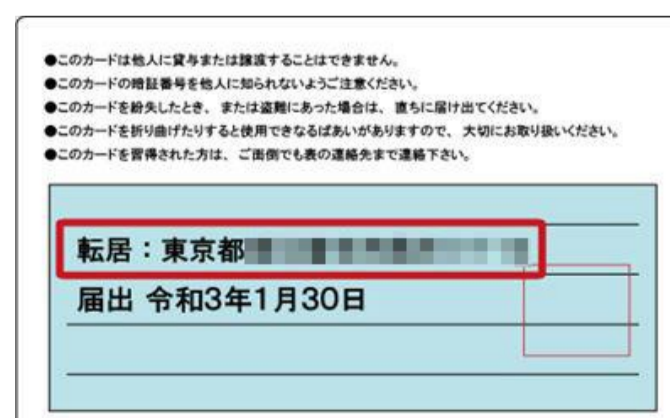 ●このカードは他人に貸与または譲渡することはできません。
●このカードの暗証番号を他人に知られないようご注意ください。
●このカードを紛失したとき、または盗難にあった場合は、直ちに届け出てください。
●このカードを折り曲げたりすると使用できなるばあいがありますので、大切にお取り扱いください。
●このカードを習得された方は、ご面倒でも表の連絡先まで連絡下さい。
転居：東京都
届出 令和3年1月30日